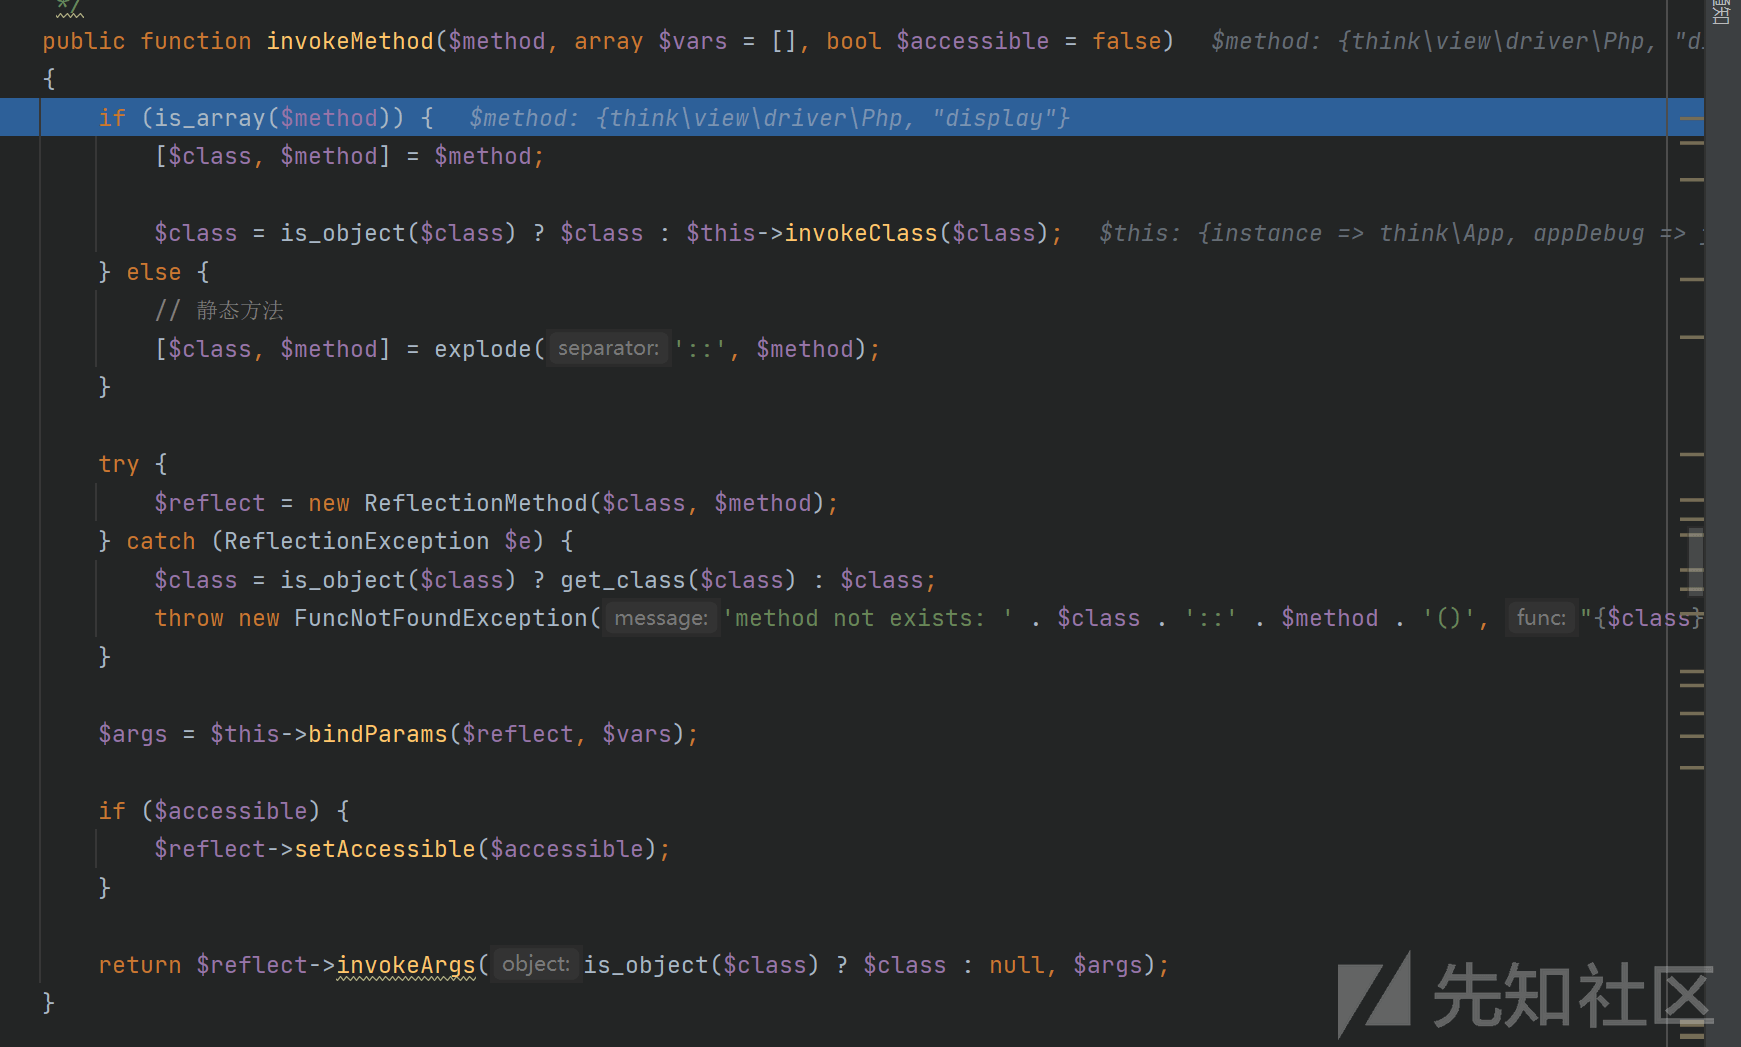 */
public function invokeMethod($method, array $vars = [], bool $accessible = false)   $method: {think\view\driver\Php, "d
{
    if (is_array($method)) {   $method: {think\view\driver\Php, "display"}
        [$class, $method] = $method;
        $class = is_object($class) ? $class : $this->invokeClass($class);   $this: {instance => think\App, appDebug =>
    } else {
        // 静态方法
        [$class, $method] = explode( separator: '::', $method);
    }
    try {
        $reflect = new ReflectionMethod($class, $method);
    } catch (ReflectionException $e) {
        $class = is_object($class) ? get_class($class) : $class;
        throw new FuncNotFoundException( message: 'method not exists: ' . $class . '::' . $method . '()', func: "{$class}
    }
    $args = $this->bindParams($reflect, $vars);
    if ($accessible) {
        $reflect->setAccessible($accessible);
    }
    return $reflect->invokeArgs( object: is_object($class) ? $class : null, $args);
}
知
先知社区